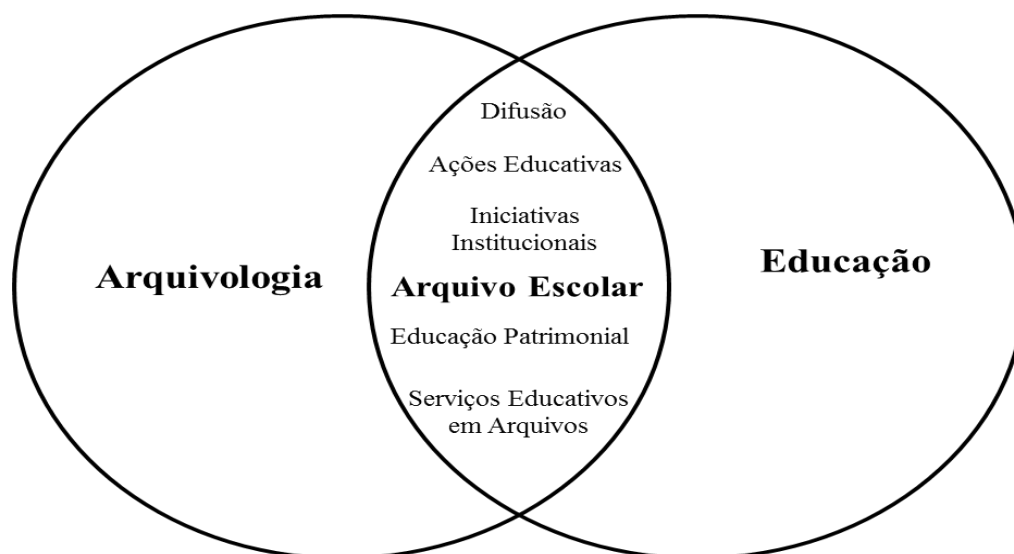 Difusão
Ações Educativas
Iniciativas
Institucionais
Arquivologia
Arquivo Escolar
Educação
Educação Patrimonial
Serviços Educativos
em Arquivos